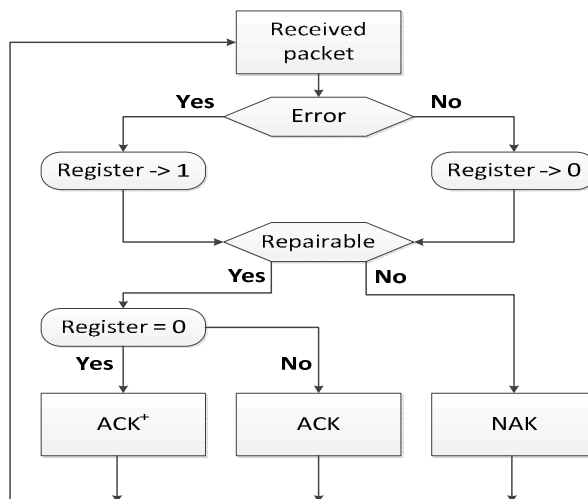 Received
packet
Yes
Error
No
Register -> 1
Register -> 0
Repairable
Yes
No
Register = 0
Yes
No
ACK⁺
ACK
NAK